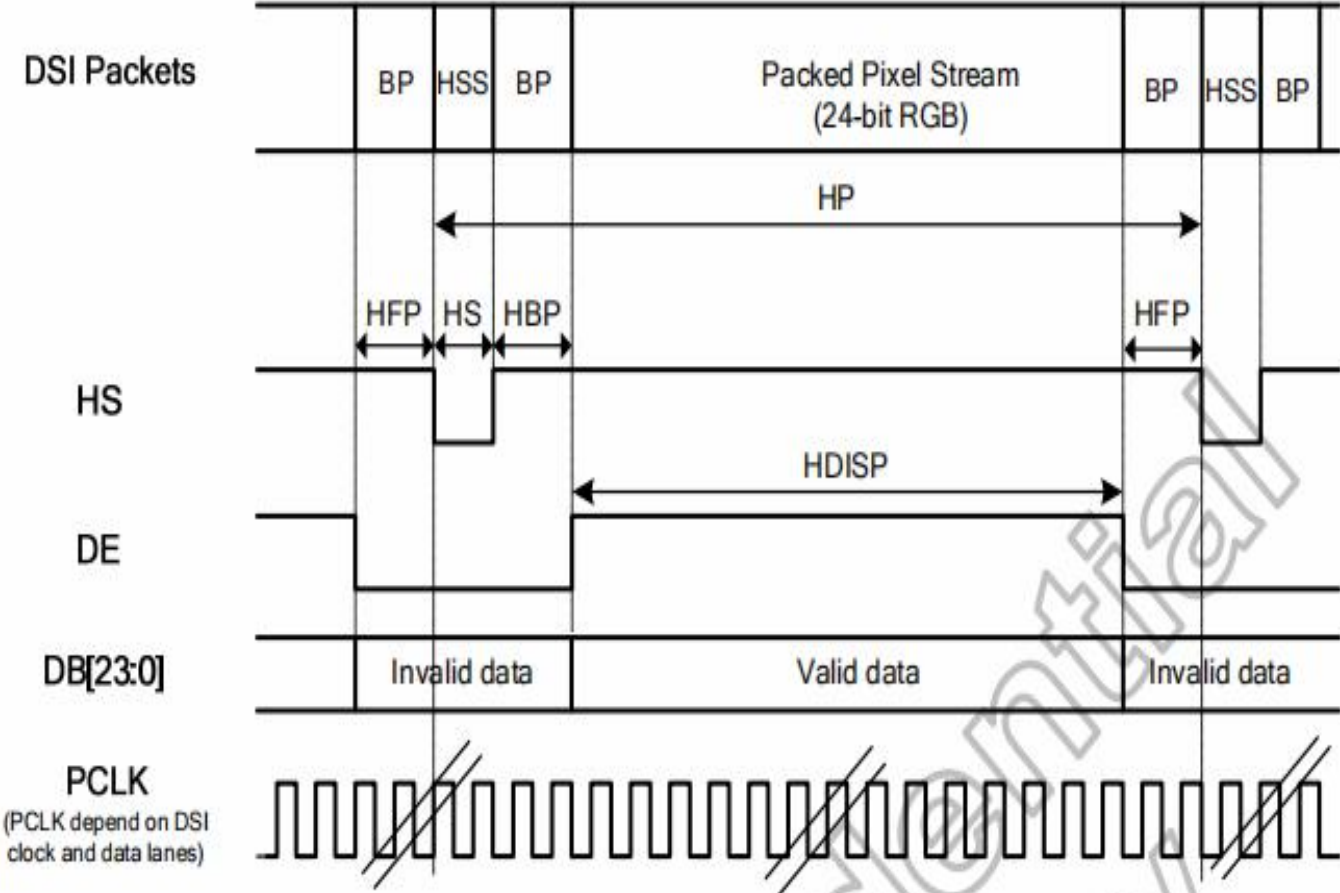 DSI Packets
BP
HSS
BP
Packed Pixel Stream
(24-bit RGB)
BP
HSS
BP
HP
HFP
HS
HBP
HFP
HS
HDISP
DE
DB[23:0]
Invalid data
Valid data
Invalid data
PCLK
(PCLK depend on DSI
clock and data lanes)